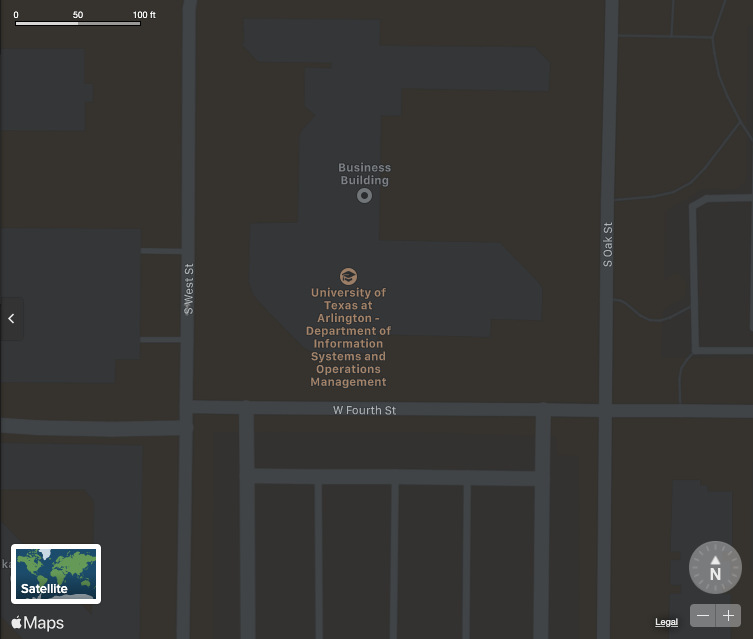 0 50 100 ft
Business
Building
S West St
S Oak St
University of
Texas at
Arlington -
Department of
Information
Systems and
Operations
Management
W Fourth St
ka
Satellite
N
Maps
Legal